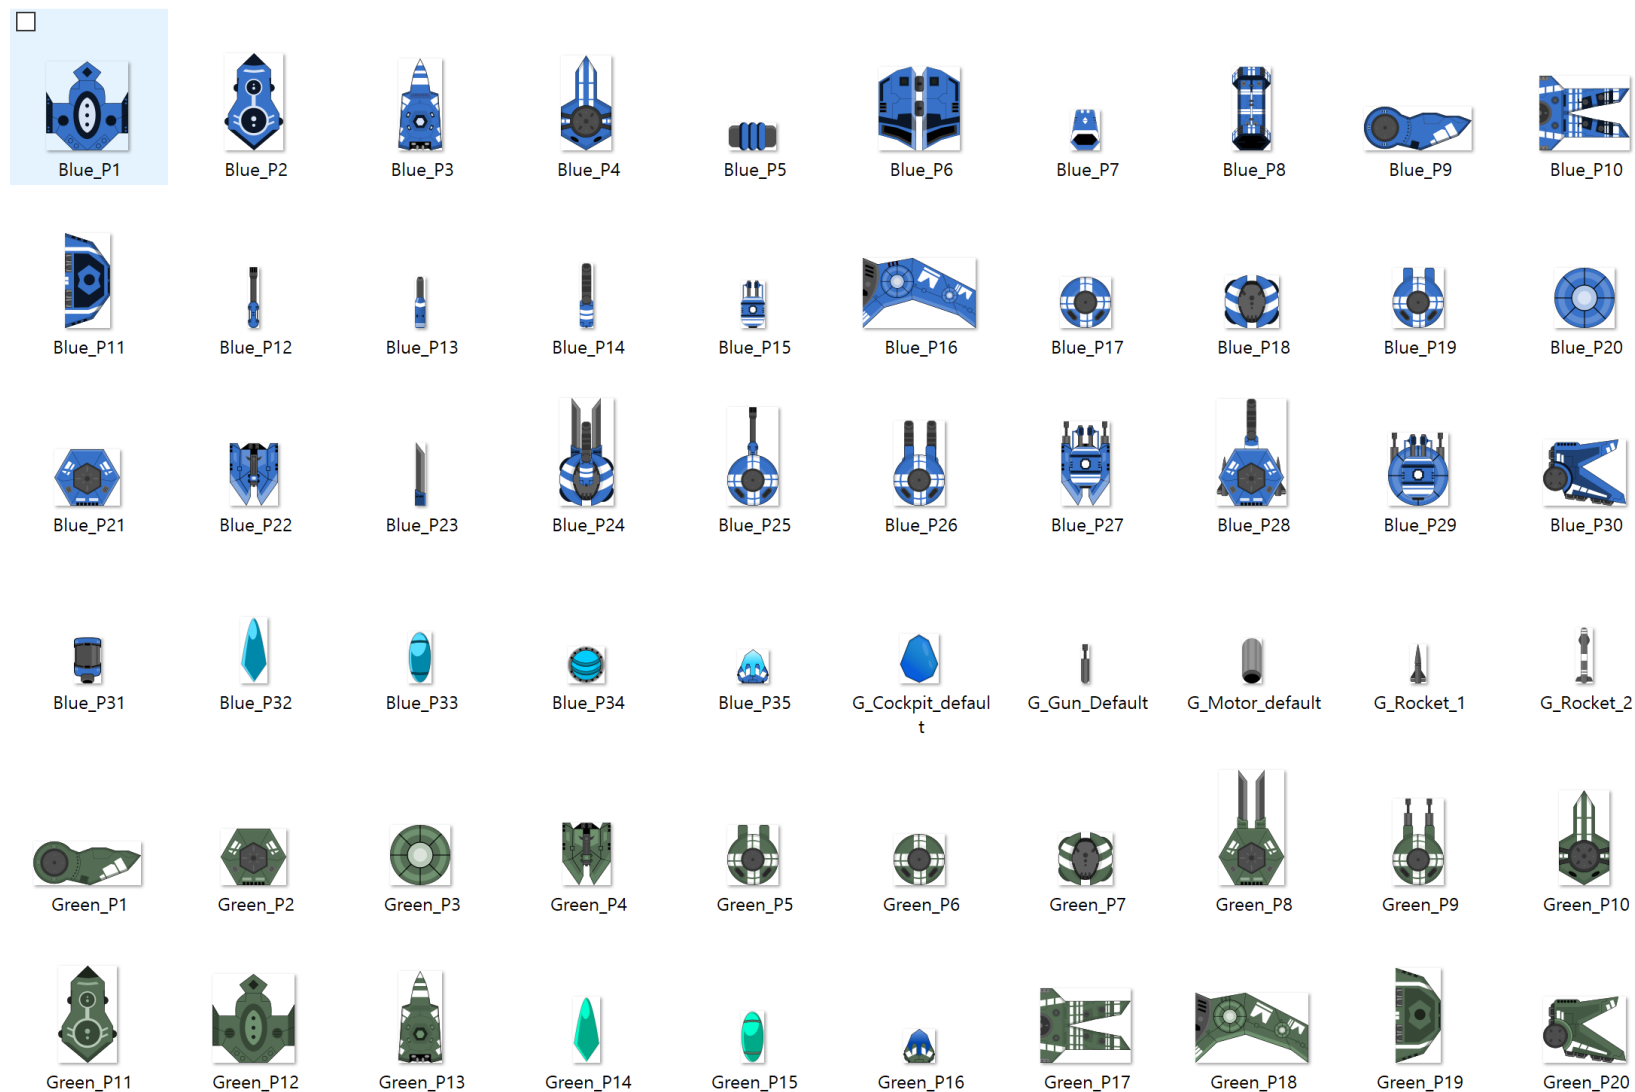 Blue_P1 Blue_P2 Blue_P3 Blue_P4 Blue_P5 Blue_P6 Blue_P7 Blue_P8 Blue_P9 Blue_P10
Blue_P11 Blue_P12 Blue_P13 Blue_P14 Blue_P15 Blue_P16 Blue_P17 Blue_P18 Blue_P19 Blue_P20
Blue_P21 Blue_P22 Blue_P23 Blue_P24 Blue_P25 Blue_P26 Blue_P27 Blue_P28 Blue_P29 Blue_P30
Blue_P31 Blue_P32 Blue_P33 Blue_P34 Blue_P35 G_Cockpit_defaul G_Gun_Default G_Motor_default G_Rocket_1 G_Rocket_2
t
Green_P1 Green_P2 Green_P3 Green_P4 Green_P5 Green_P6 Green_P7 Green_P8 Green_P9 Green_P10
Green_P11 Green_P12 Green_P13 Green_P14 Green_P15 Green_P16 Green_P17 Green_P18 Green_P19 Green_P20